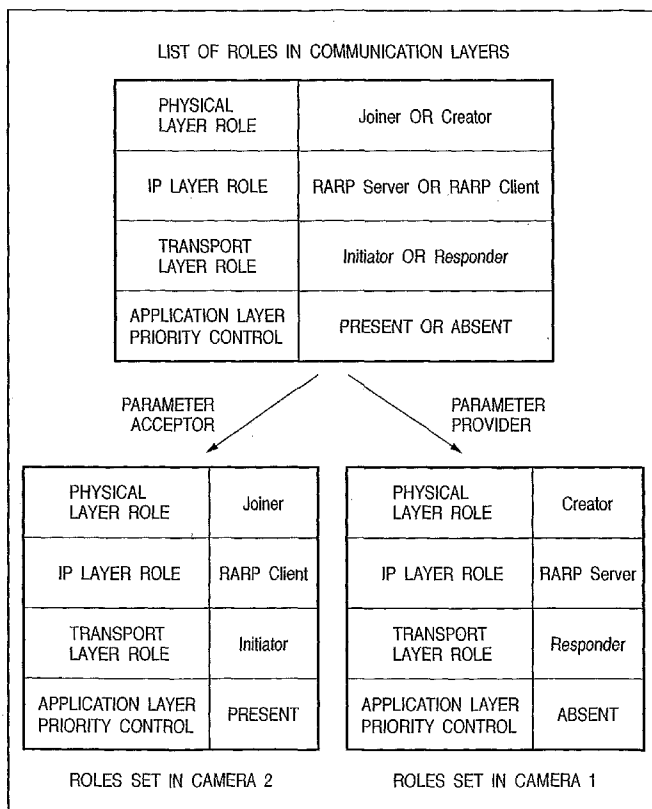 LIST OF ROLES IN COMMUNICATION LAYERS
PHYSICAL
LAYER ROLE
Joiner OR Creator
IP LAYER ROLE
RARP Server OR RARP Client
TRANSPORT
LAYER ROLE
Initiator OR Responder
APPLICATION LAYER
PRIORITY CONTROL
PRESENT OR ABSENT
PARAMETER
ACCEPTOR
PARAMETER
PROVIDER
PHYSICAL
LAYER ROLE
Joiner
IP LAYER ROLE
RARP Client
TRANSPORT
LAYER ROLE
Initiator
APPLICATION LAYER
PRIORITY CONTROL
PRESENT
ROLES SET IN CAMERA 2
PHYSICAL
LAYER ROLE
Creator
IP LAYER ROLE
RARP Server
TRANSPORT
LAYER ROLE
Responder
APPLICATION LAYER
PRIORITY CONTROL
ABSENT
ROLES SET IN CAMERA 1